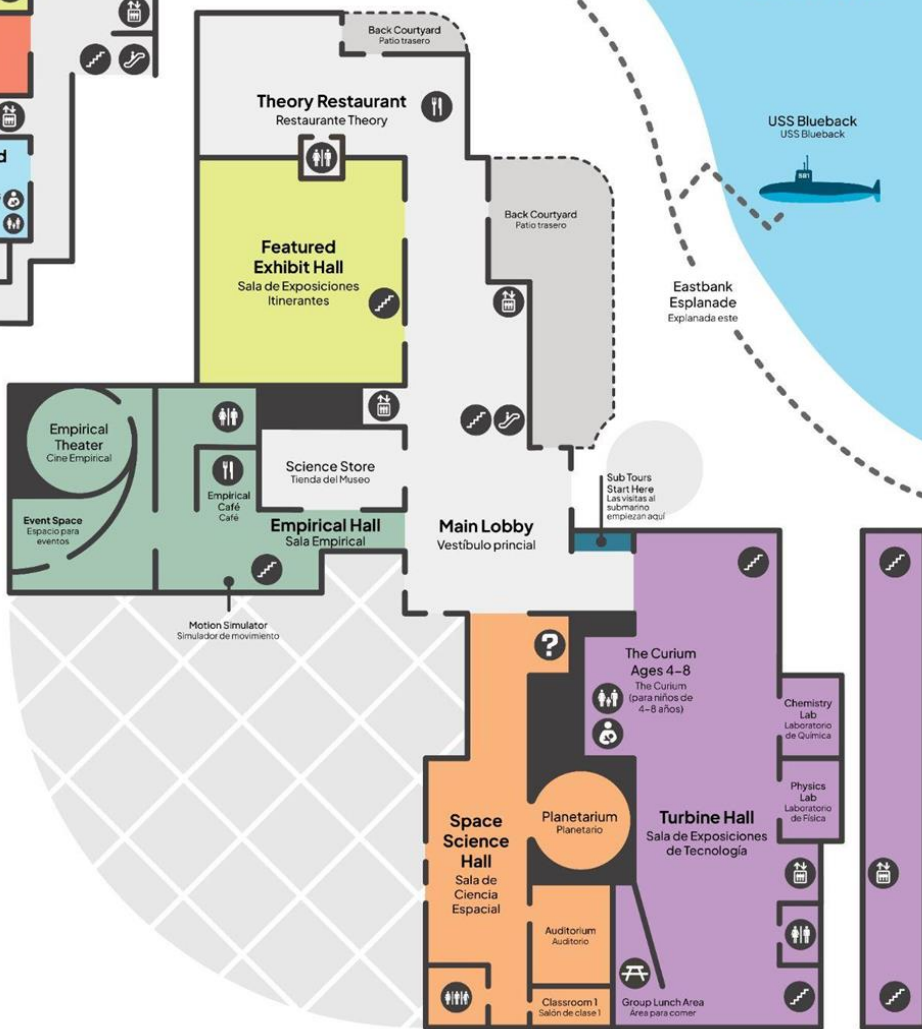 Back Courtyard
Patio trasero
Theory Restaurant
Restaurante Theory
USS Blueback
USS Blueback
581
d
Back Courtyard
Patio trasero
Featured
Exhibit Hall
Sala de Exposiciones
Itinerantes
Eastbank
Esplanade
Explanada este
Empirical
Theater
Cine Empirical
Science Store
Tienda del Museo
Empirical
Café
Café
Event Space
Espacio para
eventos
Empirical Hall
Sala Empirical
Main Lobby
Vestíbulo princial
Sub Tours
Start Here
Las visitas al
submarino
empiezan aquí
Motion Simulator
Simulador de movimiento
?
The Curium
Ages 4–8
The Curium
(para niños de
4–8 años)
Chemistry
Lab
Laboratorio
de Química
Physics
Lab
Laboratorio
de Física
Space
Science
Hall
Sala de
Ciencia
Espacial
Planetarium
Planetario
Turbine Hall
Sala de Exposiciones
de Tecnología
Auditorium
Auditorio
Classroom 1
Salón de clase 1
Group Lunch Area
Área para comer